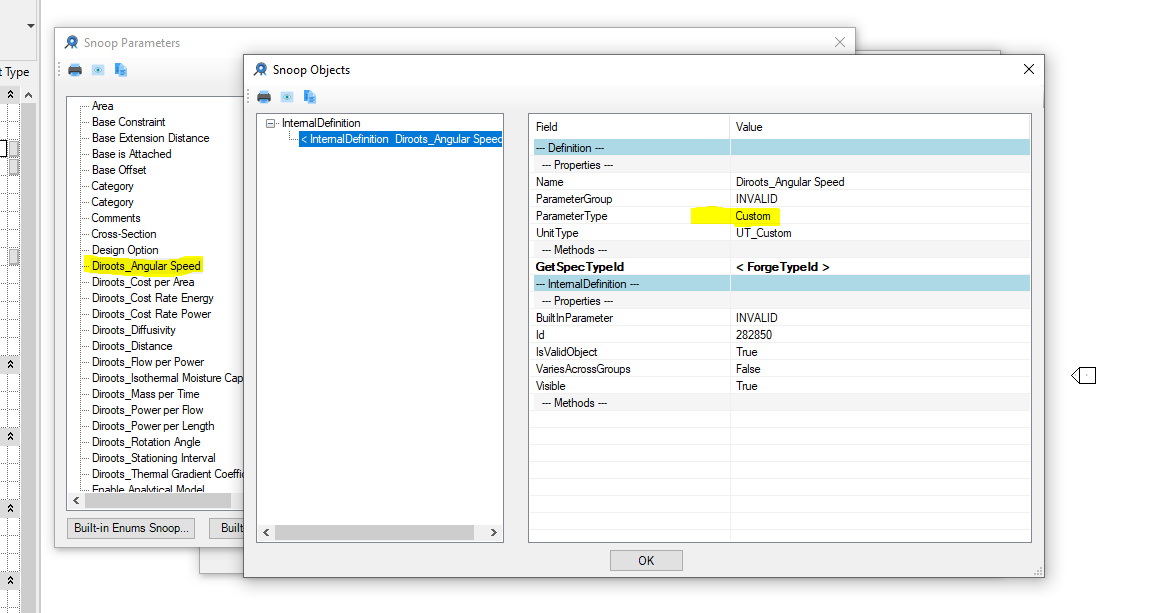 t Type
Snoop Parameters
Area
Base Constraint
Base Extension Distance
Base is Attached
Base Offset
Category
Category
Comments
Cross-Section
Design Option
Diroots_Angular Speed
Diroots_Cost per Area
Diroots_Cost Rate Energy
Diroots_Cost Rate Power
Diroots_Diffusivity
Diroots_Distance
Diroots_Flow per Power
Diroots_Isothermal Moisture Cap
Diroots_Mass per Time
Diroots_Power per Flow
Diroots_Power per Length
Diroots_Rotation Angle
Diroots_Stationing Interval
Diroots_Thermal Gradient Coeffic
Enable Analytical Model
Built-in Enums Snoop...
Built
Snoop Objects
InternalDefinition
< InternalDefinition Diroots_Angular Speed
Field Value
--- Definition ---
--- Properties ---
Name Diroots_Angular Speed
ParameterGroup INVALID
ParameterType Custom
UnitType UT_Custom
--- Methods ---
GetSpecTypeId < ForgeTypeId >
--- InternalDefinition ---
--- Properties ---
BuiltInParameter INVALID
Id 282850
IsValidObject True
VariesAcrossGroups False
Visible True
--- Methods ---
OK